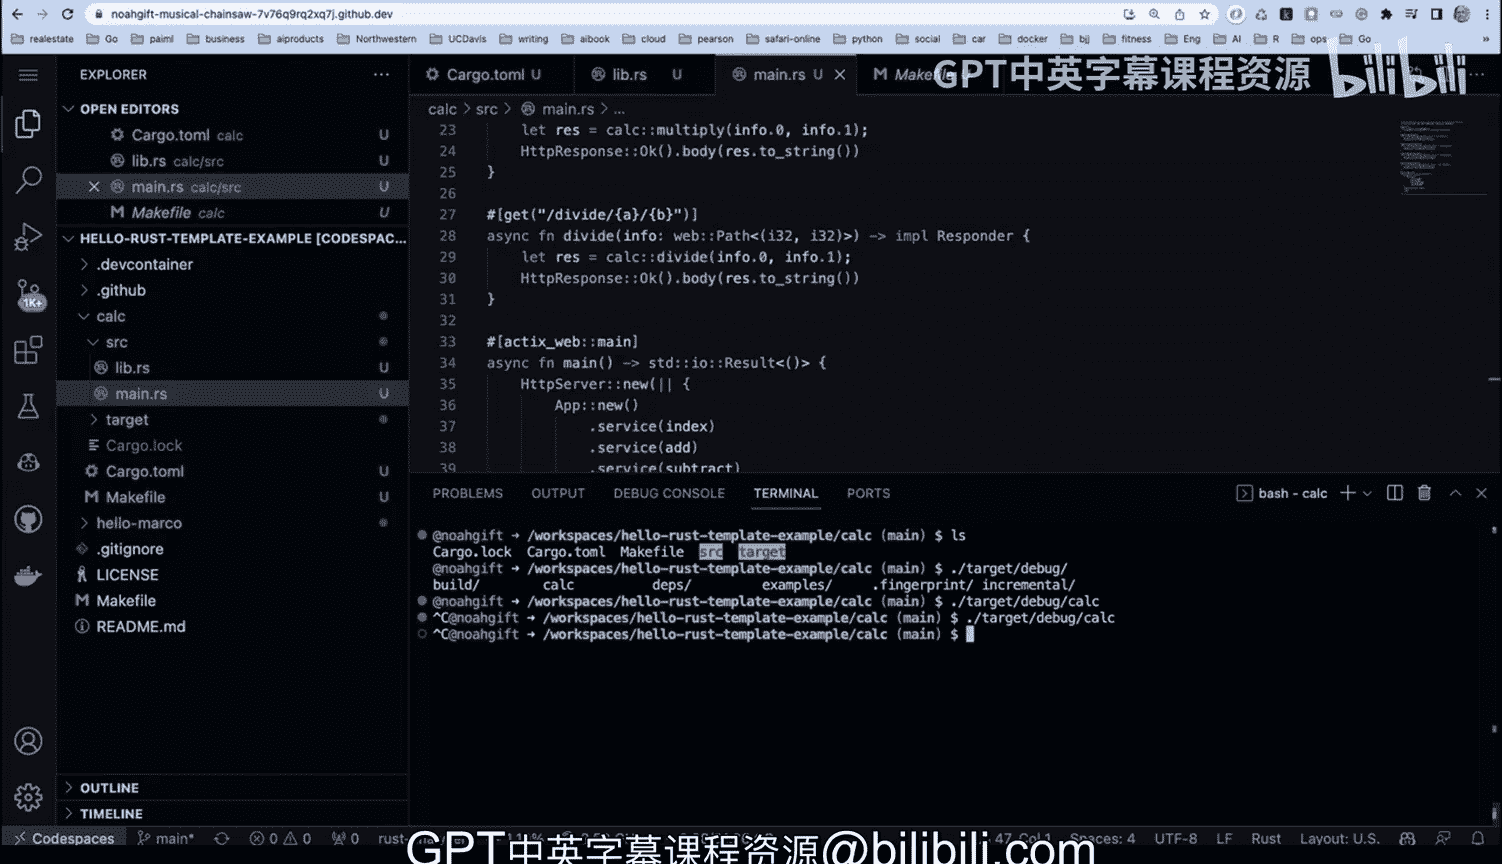 noahgift-musical-chainsaw-7v76q9rq2xq7j.github.dev
realestate Go paiml business aiproducts Northwestern UCDavis writing aibook cloud pearson safari-online python social car docker bjj fitness Eng AI R ops Go »
EXPLORER ...
Cargo.toml U lib.rs U main.rs U × M
GPT中英字幕课程资源 bilibili
OPEN EDITORS
Cargo.toml calc U
lib.rs calc/src U
× main.rs calc/src U
M Makefile calc U
HELLO-RUST-TEMPLATE-EXAMPLE [CODESPAC...
.devcontainer
.github
calc
src
lib.rs U
main.rs U
target
Cargo.lock
Cargo.toml U
M Makefile U
hello-marco
.gitignore
LICENSE
M Makefile
README.md
1K+
OUTLINE
TIMELINE
calc > src > main.rs > ...
23 let res = calc::multiply(info.0, info.1);
24 HttpResponse::Ok().body(res.to_string())
25 }
26
27 #[get("/divide/{a}/{b}")]
28 async fn divide(info: web::Path<(i32, i32)>) -> impl Responder {
29 let res = calc::divide(info.0, info.1);
30 HttpResponse::Ok().body(res.to_string())
31 }
32
33 #[actix_web::main]
34 async fn main() -> std::io::Result<()> {
35 HttpServer::new(|| {
36 App::new()
37 .service(index)
38 .service(add)
39 .service(subtract)
PROBLEMS OUTPUT DEBUG CONSOLE TERMINAL PORTS bash - calc
@noahgift → /workspaces/hello-rust-template-example/calc (main) $ ls
Cargo.lock Cargo.toml Makefile src target
@noahgift → /workspaces/hello-rust-template-example/calc (main) $ ./target/debug/
build/ calc deps/ examples/ .fingerprint/ incremental/
@noahgift → /workspaces/hello-rust-template-example/calc (main) $ ./target/debug/calc
^C@noahgift → /workspaces/hello-rust-template-example/calc (main) $ ./target/debug/calc
^C@noahgift → /workspaces/hello-rust-template-example/calc (main) $
Codespaces main* 0 0 0 Spaces: 4 UTF-8 LF Rust Layout: U.S.
GPT中英字幕课程资源@bilibili.com